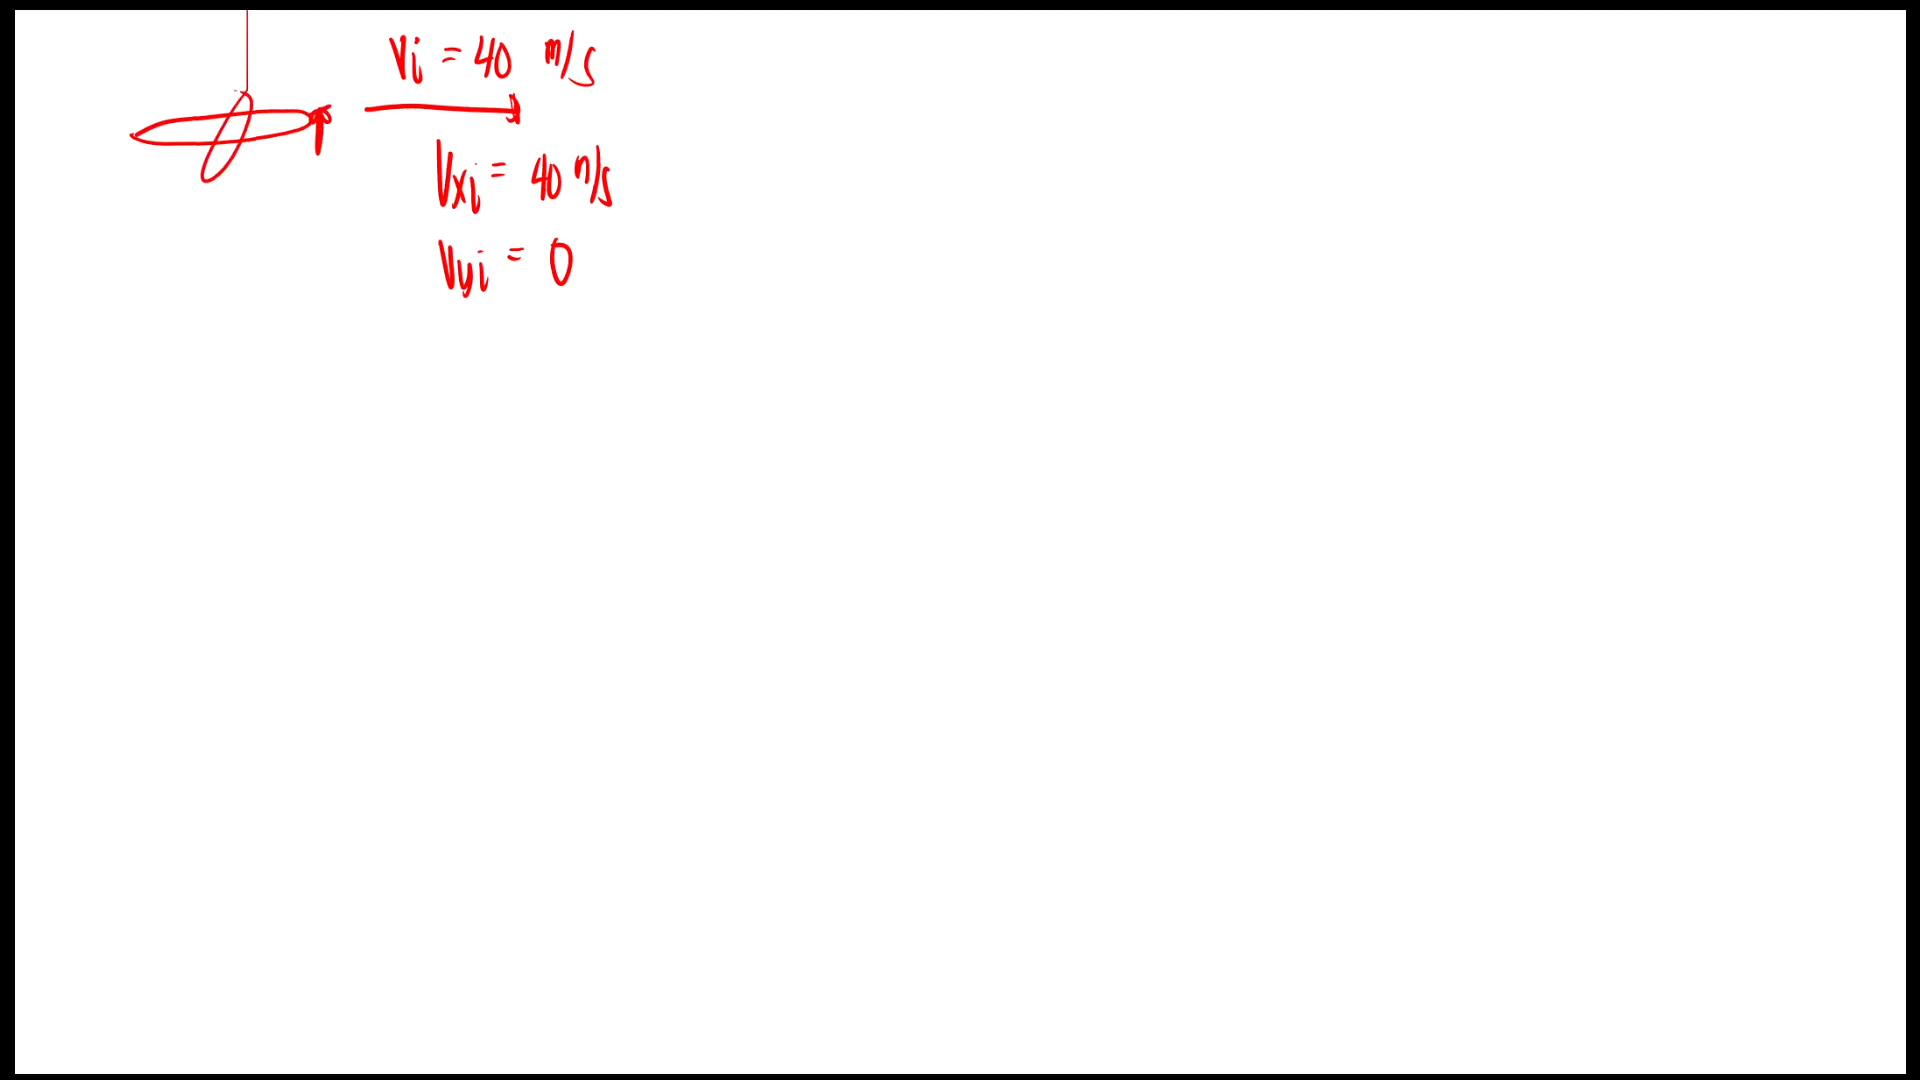 Vi = 40 m/s
Vxi = 40 m/s
Vyi = 0